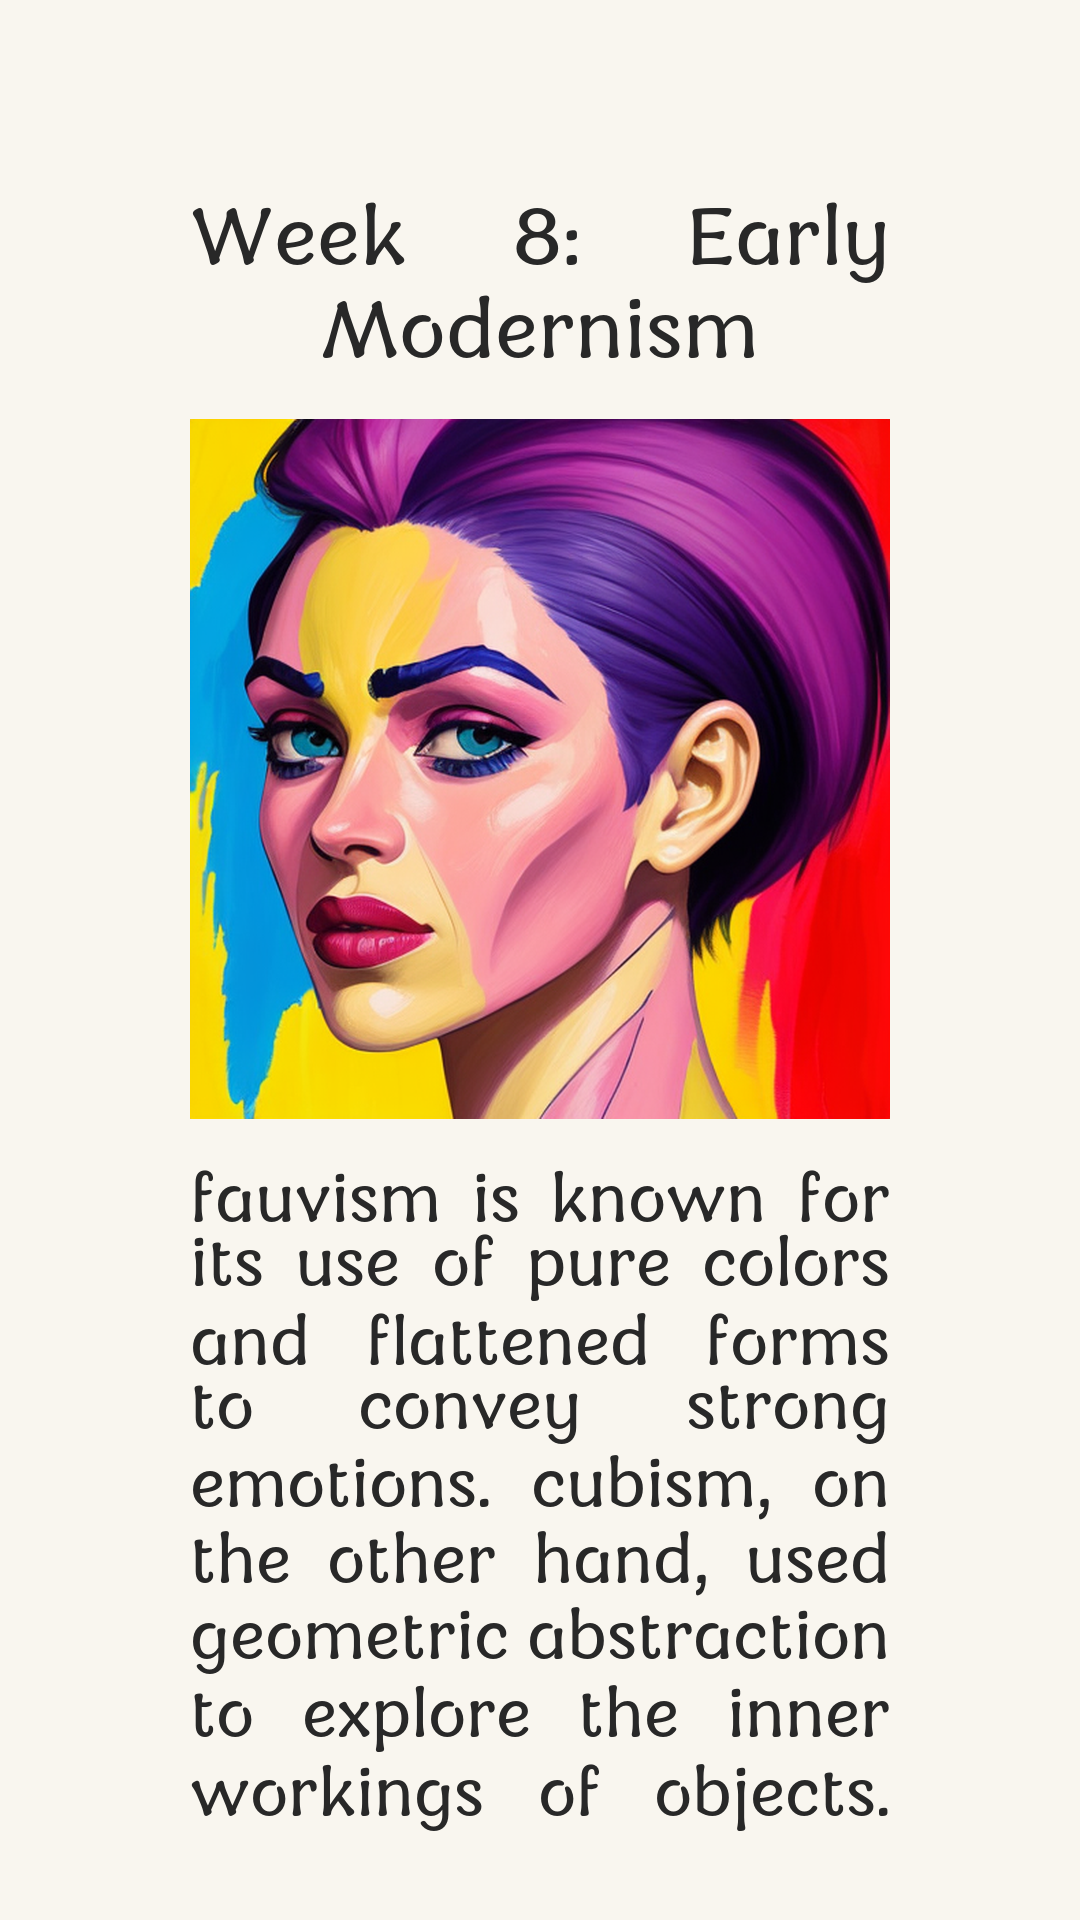 Week 8: Early
Modernism
fauvism is known for
its use of pure colors
and flattened forms
to convey strong
emotions. cubism, on
the other hand, used
geometric abstraction
to explore the inner
workings of objects.